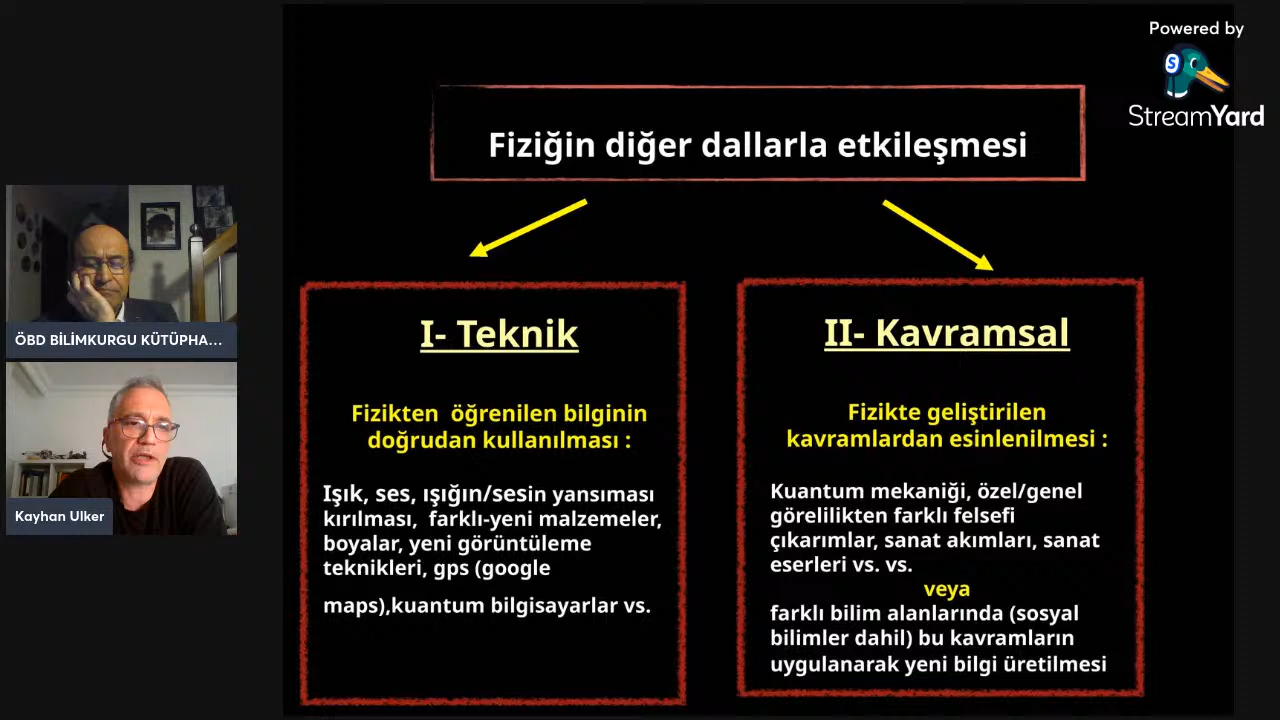 Powered by
StreamYard
Fiziğin diğer dallarla etkileşmesi
I- Teknik
Fizikten öğrenilen bilginin
doğrudan kullanılması :
Işık, ses, ışığın/sesin yansıması
kırılması, farklı-yeni malzemeler,
boyalar, yeni görüntüleme
teknikleri, gps (google
maps),kuantum bilgisayarlar vs.
II- Kavramsal
Fizikte geliştirilen
kavramlardan esinlenilmesi :
Kuantum mekaniği, özel/genel
görelilikten farklı felsefi
çıkarımlar, sanat akımları, sanat
eserleri vs. vs.
veya
farklı bilim alanlarında (sosyal
bilimler dahil) bu kavramların
uygulanarak yeni bilgi üretilmesi
ÖBD BİLİMKURGU KÜTÜPHA...
Kayhan Ulker